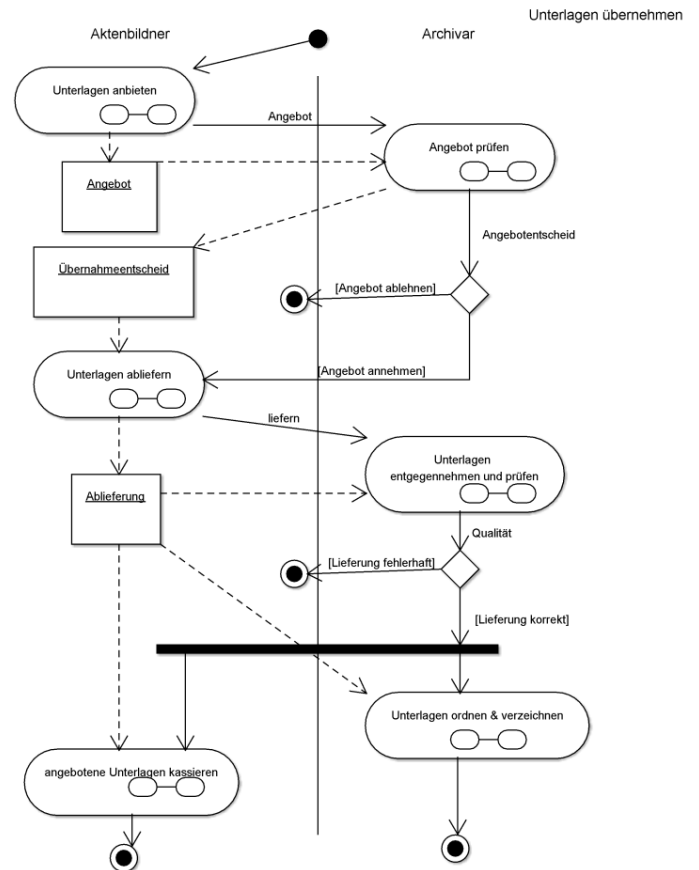 Unterlagen übernehmen
Aktenbildner
Archivar
Unterlagen anbieten
Angebot
Angebot prüfen
Angebot
Angebotentscheid
Übernahmeentscheid
[Angebot ablehnen]
[Angebot annehmen]
Unterlagen abliefern
liefern
Unterlagen
entgegennehmen und prüfen
Ablieferung
Qualität
[Lieferung fehlerhaft]
[Lieferung korrekt]
Unterlagen ordnen & verzeichnen
angebotene Unterlagen kassieren